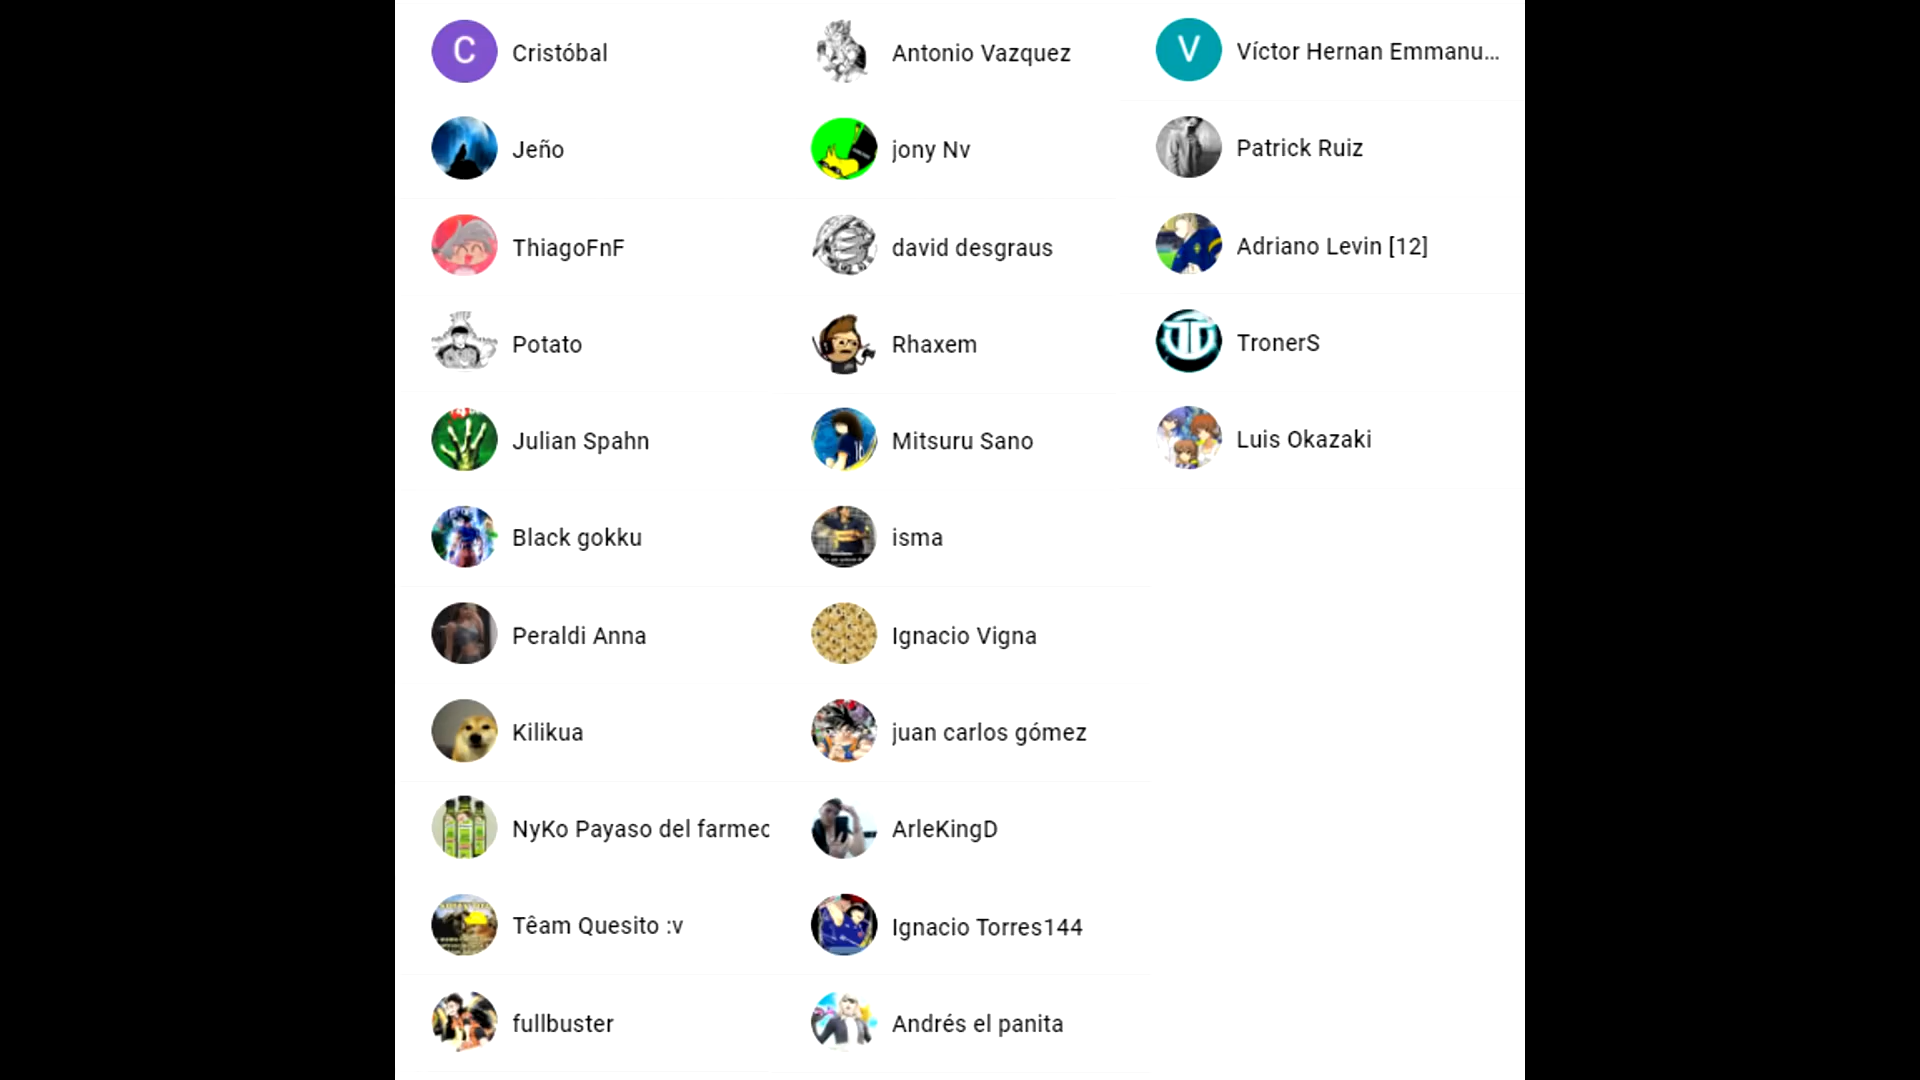 C
Cristóbal
Jeño
ThiagoFnF
Potato
Julian Spahn
Black gokku
Peraldi Anna
Kilikua
NyKo Payaso del farmec
Têam Quesito :v
fullbuster
Antonio Vazquez
jony Nv
david desgraus
Rhaxem
Mitsuru Sano
isma
Ignacio Vigna
juan carlos gómez
ArleKingD
Ignacio Torres144
Andrés el panita
V
Víctor Hernan Emmanu...
Patrick Ruiz
Adriano Levin [12]
TronerS
Luis Okazaki